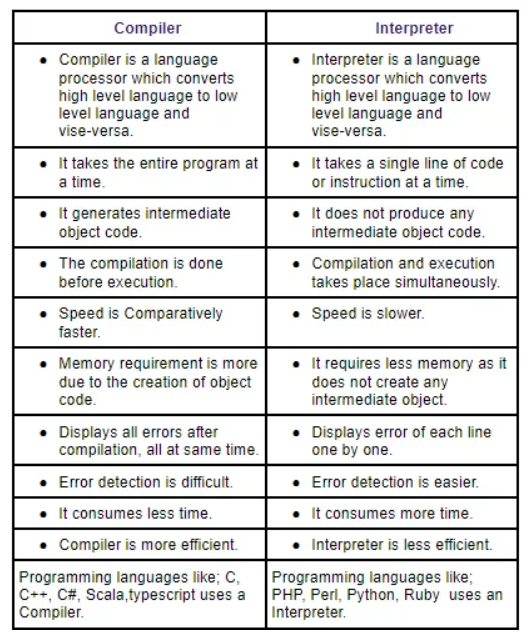 Compiler
Interpreter
● Compiler is a language
processor which converts
high level language to low
level language and
vise-versa.
● Interpreter is a language
processor which converts
high level language to low
level language and
vise-versa.
● It takes the entire program at
a time.
● It takes a single line of code
or instruction at a time.
● It generates intermediate
object code.
● It does not produce any
intermediate object code.
● The compilation is done
before execution.
● Compilation and execution
takes place simultaneously.
● Speed is Comparatively
faster.
● Speed is slower.
● Memory requirement is more
due to the creation of object
code.
● It requires less memory as it
does not create any
intermediate object.
● Displays all errors after
compilation, all at same time.
● Displays error of each line
one by one.
● Error detection is difficult.
● Error detection is easier.
● It consumes less time.
● It consumes more time.
● Compiler is more efficient.
● Interpreter is less efficient.
Programming languages like; C,
C++, C#, Scala,typescript uses a
Compiler.
Programming languages like;
PHP, Perl, Python, Ruby  uses an
Interpreter.